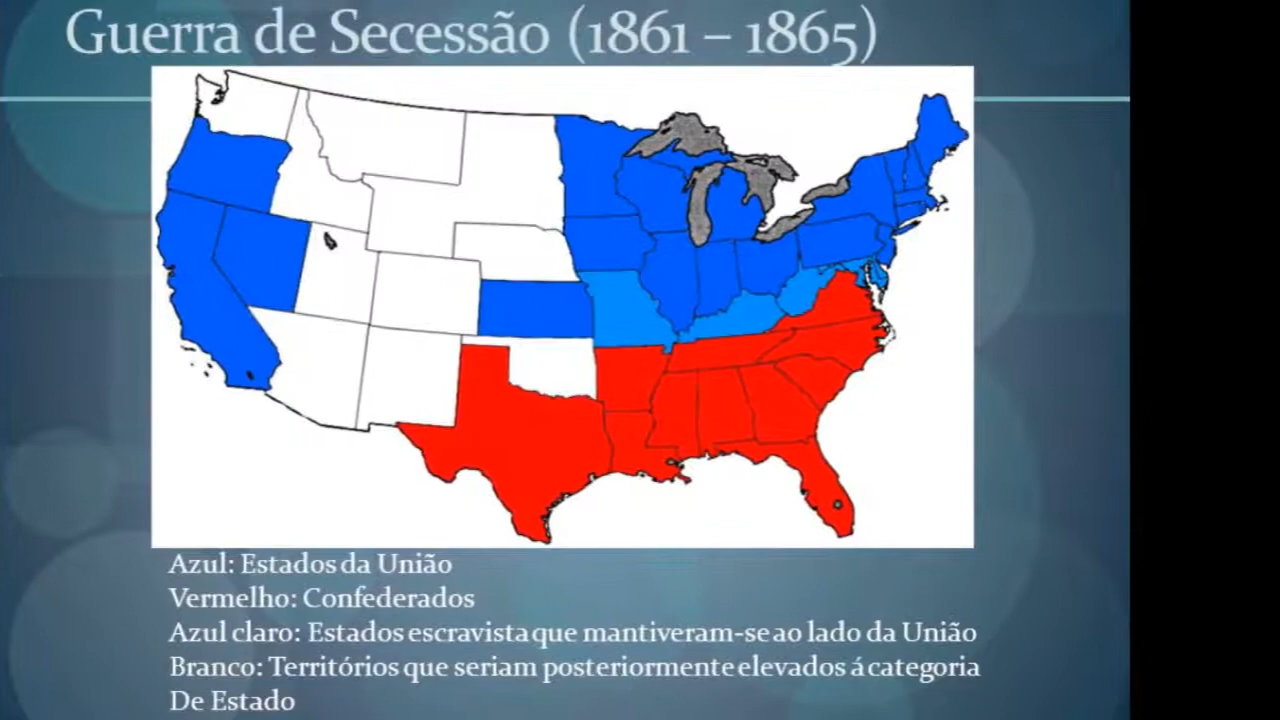 Guerra de Secessão (1861 – 1865)
Azul: Estados da União
Vermelho: Confederados
Azul claro: Estados escravista que mantiveram-se ao lado da União
Branco: Territórios que seriam posteriormente elevados á categoria
De Estado